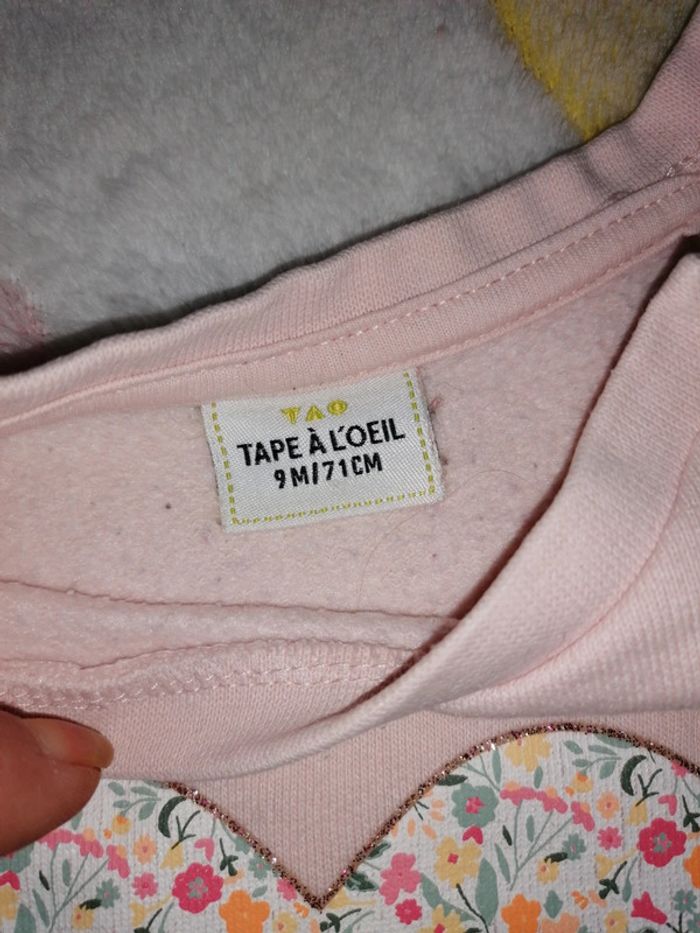 TAO
TAPE À L'OEIL
9M/71CM